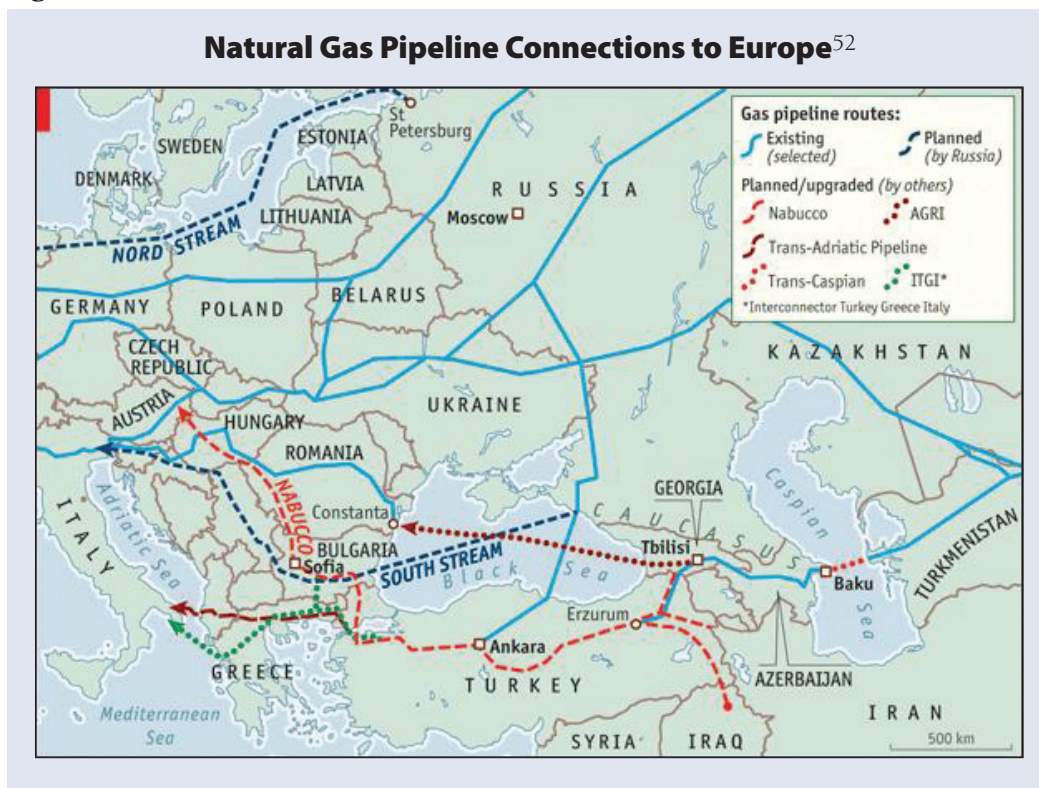 Natural Gas Pipeline Connections to Europe52
St
Petersburg
ESTONIA
SWEDEN
DENMARK
LATVIA
LITHUANIA
RUSSIA
Moscow
NORD STREAM
GERMANY
POLAND
BELARUS
CZECH
REPUBLIC
KAZAKHSTAN
AUSTRIA
HUNGARY
UKRAINE
ROMANIA
ITALY
Adriatic Sea
NABUCCO
Constanta
BULGARIA
Sofia
SOUTH STREAM
Black Sea
CAUCASUS
GEORGIA
Tbilisi
Caspian Sea
Baku
TURKMENISTAN
Erzurum
Ankara
GREECE
TURKEY
AZERBAIJAN
Mediterranean
Sea
SYRIA
IRAQ
IRAN
500 km
Gas pipeline routes:
Existing
(selected)
Planned
(by Russia)
Planned/upgraded (by others)
Nabucco
AGRI
Trans-Adriatic Pipeline
Trans-Caspian
ITGI*
*Interconnector Turkey Greece Italy